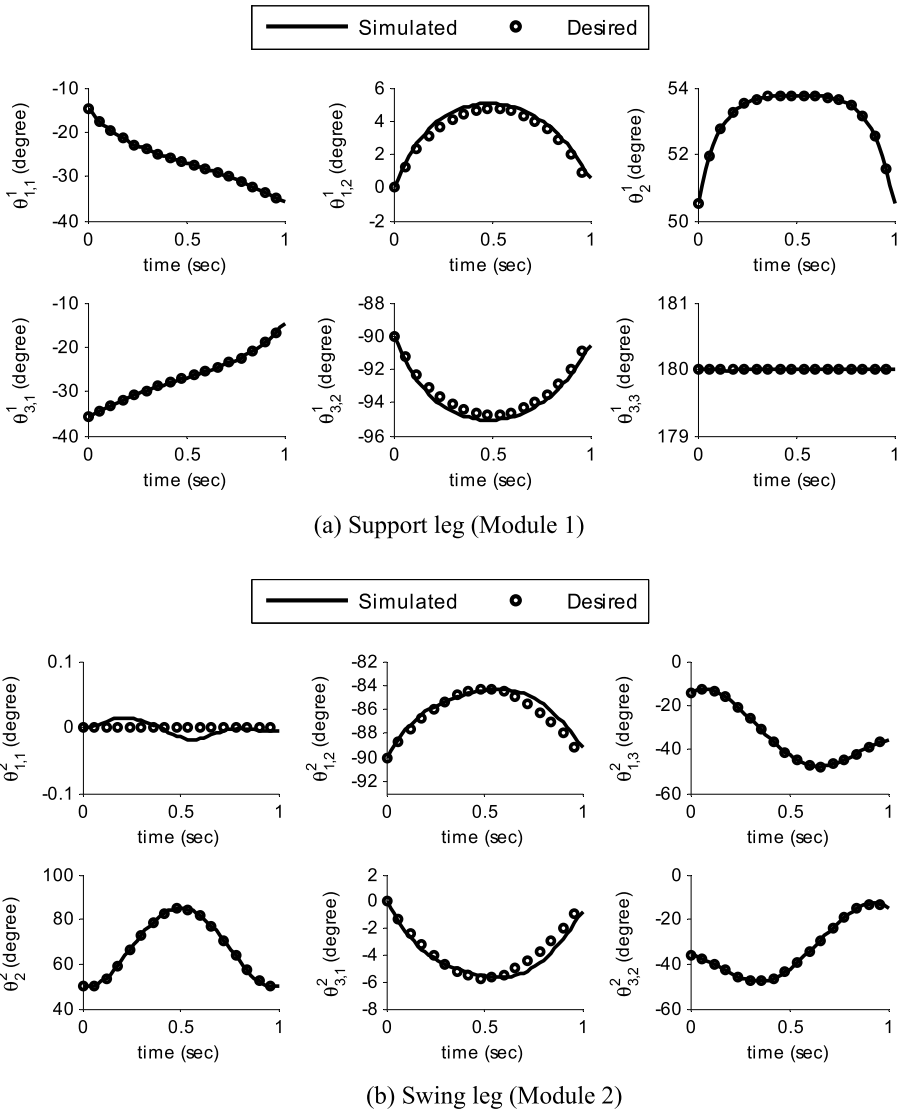 Simulated Desired
-10
-20
-30
-40
0 0.5 1
time (sec)
θ¹₁,₁ (degree)
6
4
2
0
-2
0 0.5 1
time (sec)
θ¹₁,₂ (degree)
54
52
50
0 0.5 1
time (sec)
θ¹₂ (degree)
-10
-20
-30
-40
0 0.5 1
time (sec)
θ¹₃,₁ (degree)
-88
-90
-92
-94
-96
0 0.5 1
time (sec)
θ¹₃,₂ (degree)
181
180
179
0 0.5 1
time (sec)
θ¹₃,₃ (degree)
(a) Support leg (Module 1)
Simulated Desired
0.1
0
-0.1
0 0.5 1
time (sec)
θ²₁,₁ (degree)
-82
-84
-86
-88
-90
-92
0 0.5 1
time (sec)
θ²₁,₂ (degree)
0
-20
-40
-60
0 0.5 1
time (sec)
θ²₁,₃ (degree)
100
80
60
40
0 0.5 1
time (sec)
θ²₂ (degree)
2
0
-2
-4
-6
-8
0 0.5 1
time (sec)
θ²₃,₁ (degree)
0
-20
-40
-60
0 0.5 1
time (sec)
θ²₃,₂ (degree)
(b) Swing leg (Module 2)